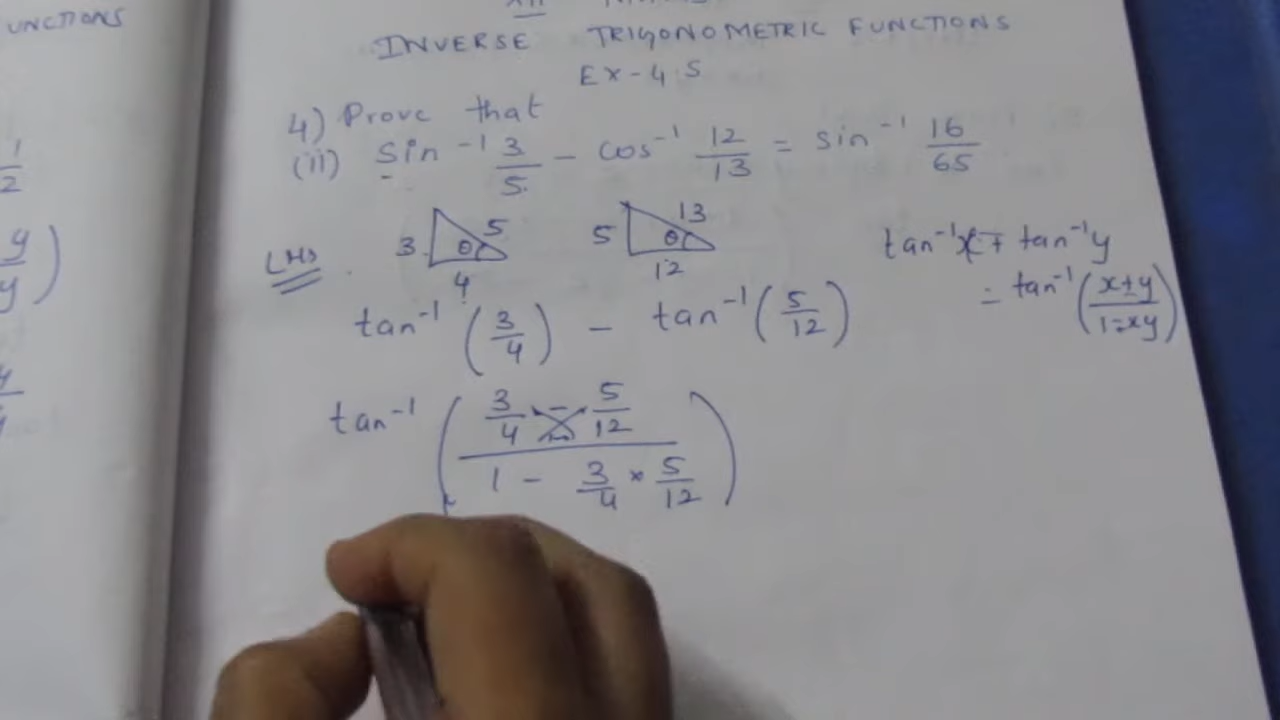 UNCTIONS
1/2
y
y )
INVERSE TRIGONOMETRIC FUNCTIONS
EX-4.5
4) Prove that
(ii) sin⁻¹ 3/5 - cos⁻¹ 12/13 = sin⁻¹ 16/65
LHS 3 5 θ 4 5 13 θ 12
tan⁻¹x ∓ tan⁻¹y
= tan⁻¹ ( x±y / 1∓xy )
tan⁻¹ (3/4) - tan⁻¹ (5/12)
tan⁻¹ ( 3/4 - 5/12 / 1 - 3/4 × 5/12 )